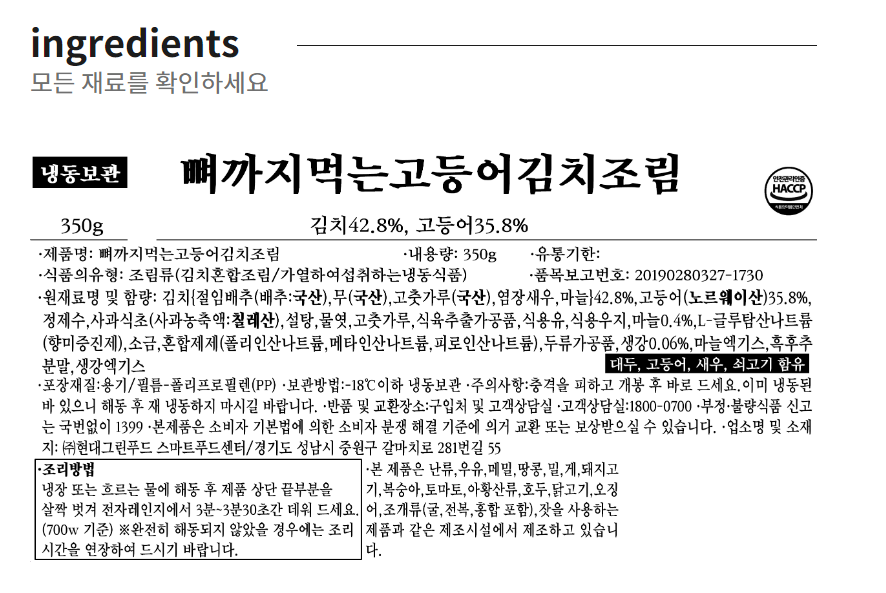 ingredients
모든 재료를 확인하세요
냉동보관
뼈까지먹는고등어김치조림
안전관리인증
HACCP
식품의약품안전처
350g
김치42.8%, 고등어35.8%
·제품명: 뼈까지먹는고등어김치조림 ·내용량: 350g ·유통기한:
·식품의유형: 조림류(김치혼합조림/가열하여섭취하는냉동식품) ·품목보고번호: 20190280327-1730
·원재료명 및 함량: 김치{절임배추(배추:국산),무(국산),고춧가루(국산),염장새우,마늘}42.8%,고등어(노르웨이산)35.8%,
정제수,사과식초(사과농축액:칠레산),설탕,물엿,고춧가루,식육추출가공품,식용유,식용우지,마늘0.4%,L-글루탐산나트륨
(향미증진제),소금,혼합제제(폴리인산나트륨,메타인산나트륨,피로인산나트륨),두류가공품,생강0.06%,마늘엑기스,흑후추
분말,생강엑기스
대두, 고등어, 새우, 쇠고기 함유
·포장재질:용기/필름-폴리프로필렌(PP) ·보관방법:-18℃이하 냉동보관 ·주의사항:충격을 피하고 개봉 후 바로 드세요.이미 냉동된
바 있으니 해동 후 재 냉동하지 마시길 바랍니다. ·반품 및 교환장소:구입처 및 고객상담실 ·고객상담실:1800-0700 ·부정·불량식품 신고
는 국번없이 1399 ·본제품은 소비자 기본법에 의한 소비자 분쟁 해결 기준에 의거 교환 또는 보상받으실 수 있습니다. ·업소명 및 소재
지: ㈜현대그린푸드 스마트푸드센터/경기도 성남시 중원구 갈마치로 281번길 55
·조리방법
냉장 또는 흐르는 물에 해동 후 제품 상단 끝부분을
살짝 벗겨 전자레인지에서 3분~3분30초간 데워 드세요.
(700w 기준) ※완전히 해동되지 않았을 경우에는 조리
시간을 연장하여 드시기 바랍니다.
·본 제품은 난류,우유,메밀,땅콩,밀,게,돼지고
기,복숭아,토마토,아황산류,호두,닭고기,오징
어,조개류(굴,전복,홍합 포함),잣을 사용하는
제품과 같은 제조시설에서 제조하고 있습니
다.